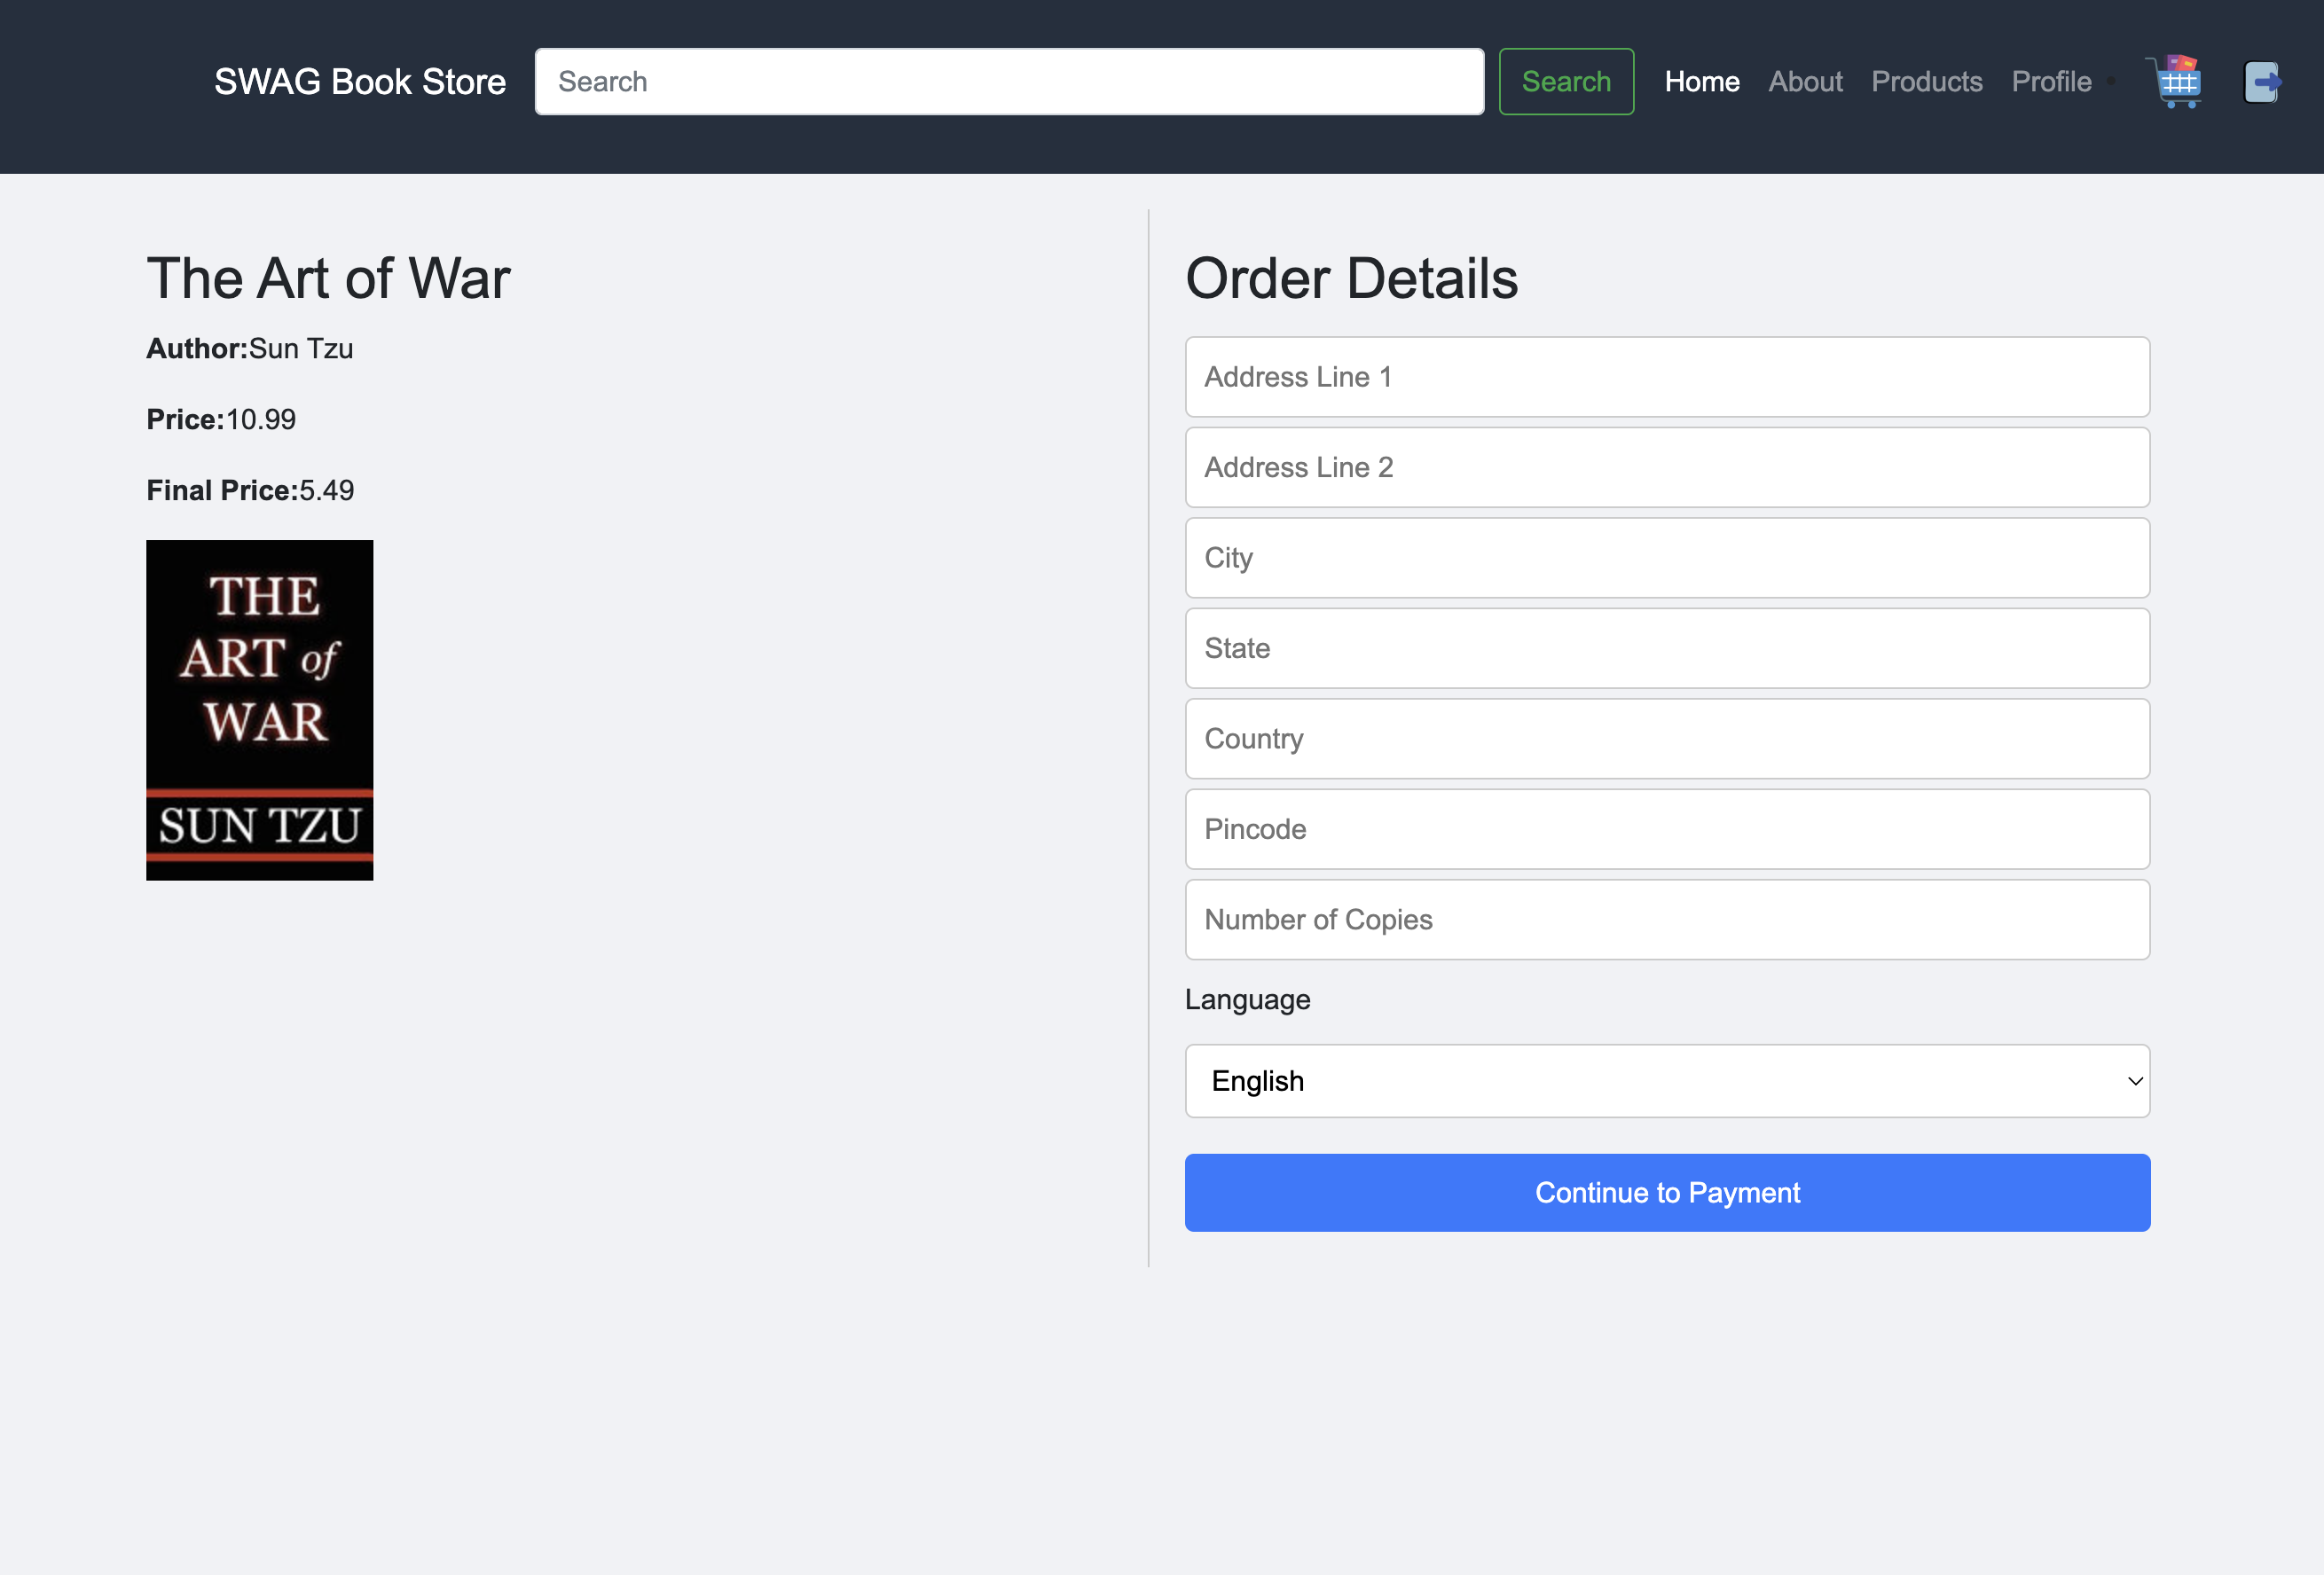 SWAG Book Store Search Search Home About Products Profile
The Art of War
Author:Sun Tzu
Price:10.99
Final Price:5.49
THE
ART of
WAR
SUN TZU
Order Details
Address Line 1
Address Line 2
City
State
Country
Pincode
Number of Copies
Language
English
Continue to Payment